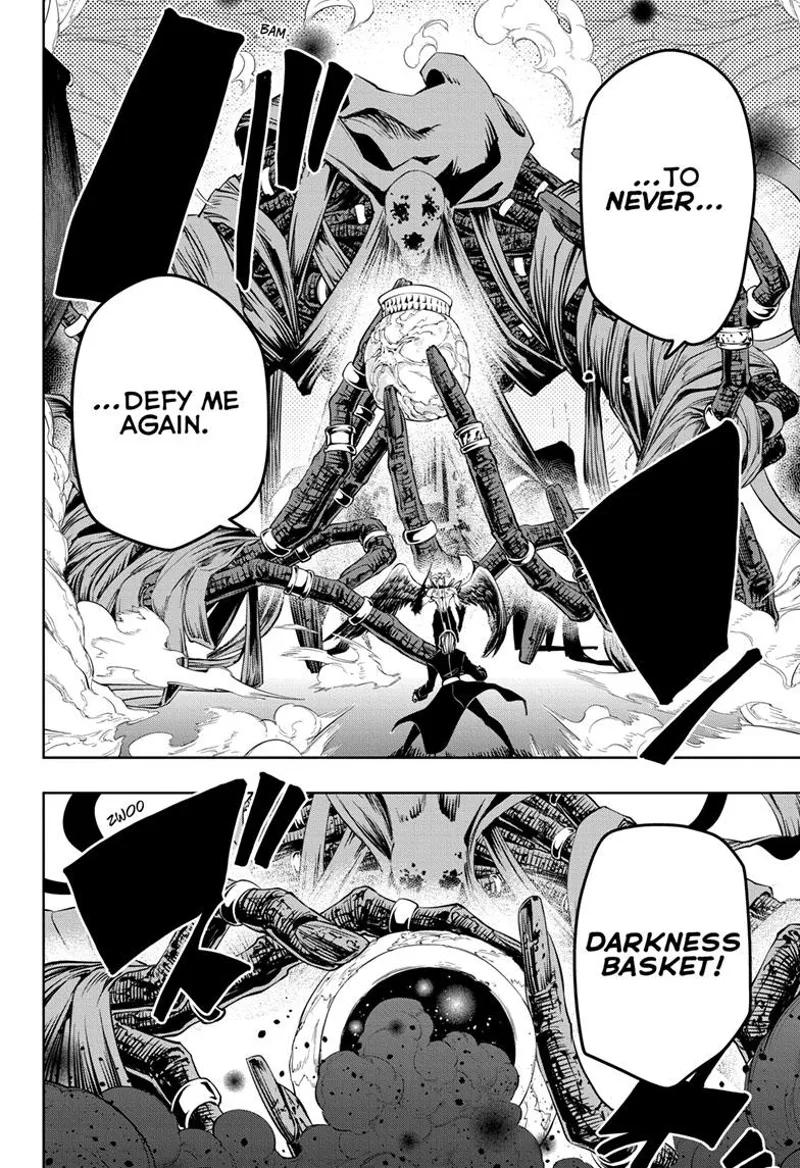 BAM
...TO
NEVER...
...DEFY ME
AGAIN.
ZWOO
DARKNESS
BASKET!